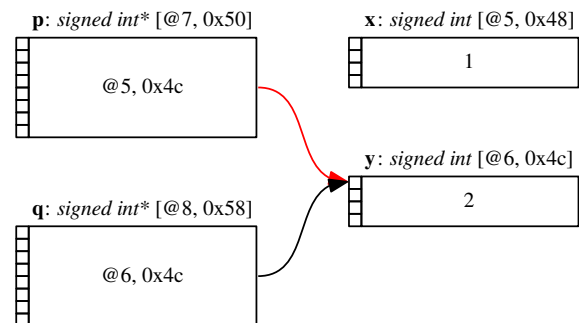 p: signed int* [@7, 0x50]
@5, 0x4c
x: signed int [@5, 0x48]
1
y: signed int [@6, 0x4c]
2
q: signed int* [@8, 0x58]
@6, 0x4c